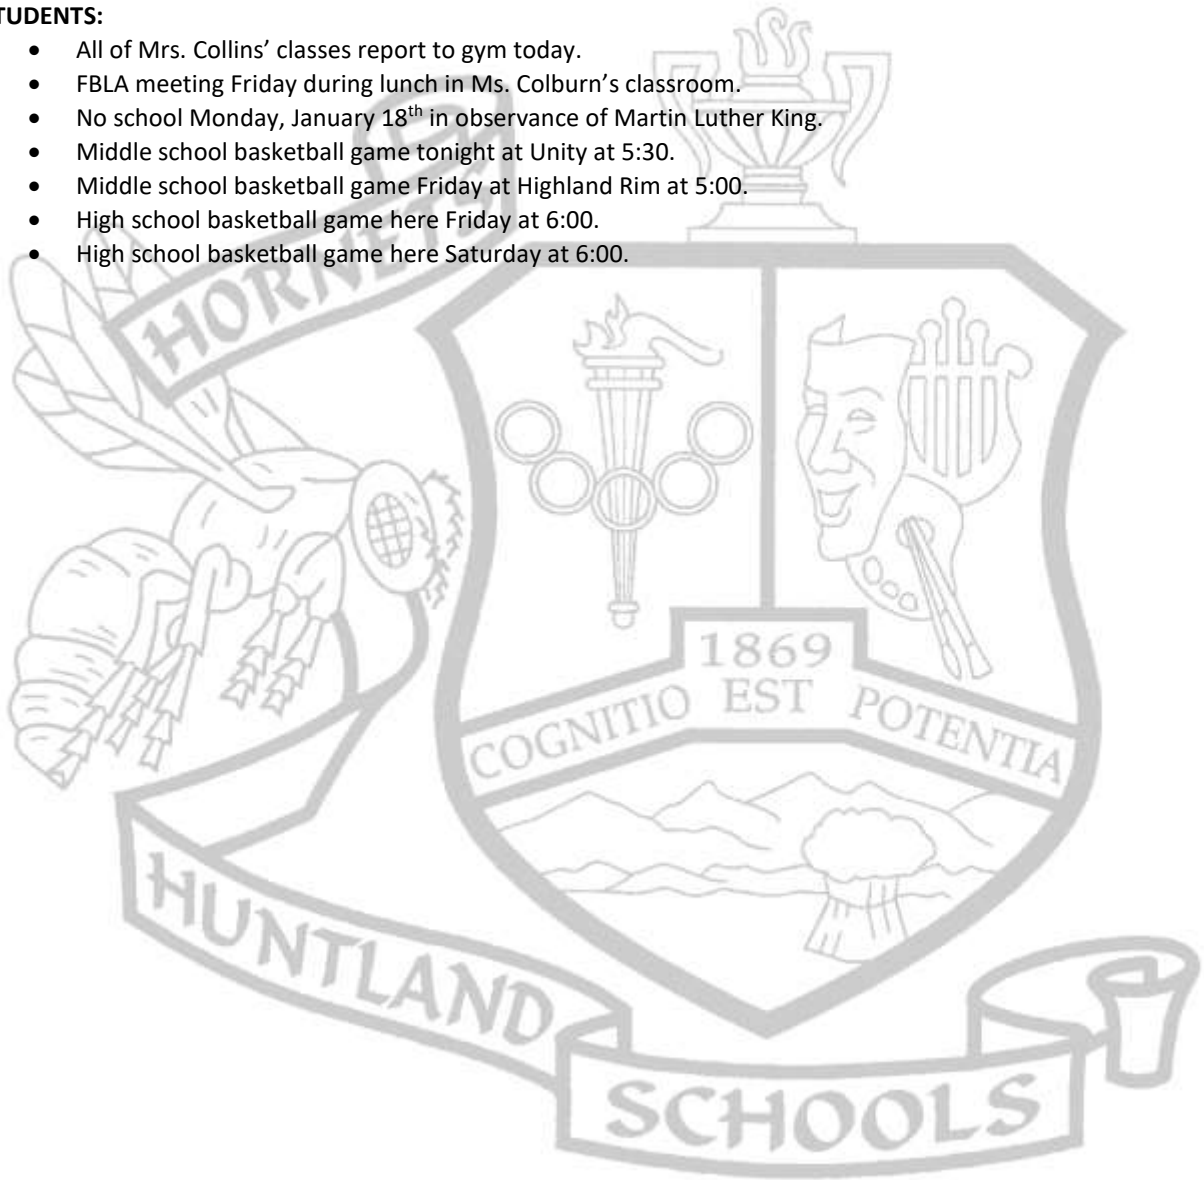 TUDENTS:
• All of Mrs. Collins’ classes report to gym today.
• FBLA meeting Friday during lunch in Ms. Colburn’s classroom.
• No school Monday, January 18th in observance of Martin Luther King.
• Middle school basketball game tonight at Unity at 5:30.
• Middle school basketball game Friday at Highland Rim at 5:00.
• High school basketball game here Friday at 6:00.
• High school basketball game here Saturday at 6:00.
HORNETS
1869
COGNITIO EST POTENTIA
HUNTLAND
SCHOOLS